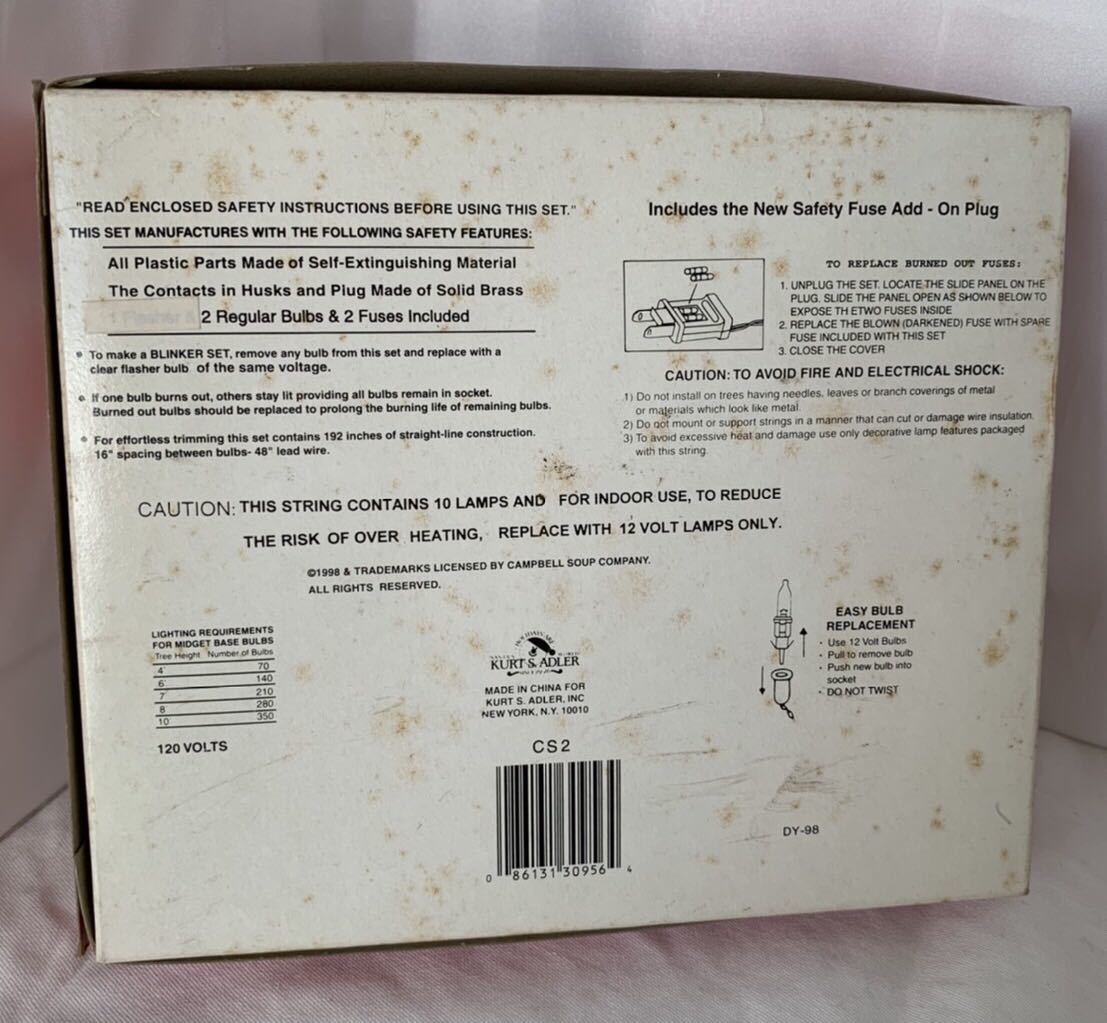 "READ ENCLOSED SAFETY INSTRUCTIONS BEFORE USING THIS SET."
THIS SET MANUFACTURES WITH THE FOLLOWING SAFETY FEATURES:
All Plastic Parts Made of Self-Extinguishing Material
The Contacts in Husks and Plug Made of Solid Brass
1 Flasher & 2 Regular Bulbs & 2 Fuses Included
• To make a BLINKER SET, remove any bulb from this set and replace with a
clear flasher bulb of the same voltage.
• If one bulb burns out, others stay lit providing all bulbs remain in socket.
Burned out bulbs should be replaced to prolong the burning life of remaining bulbs.
• For effortless trimming this set contains 192 inches of straight-line construction.
16" spacing between bulbs- 48" lead wire.
Includes the New Safety Fuse Add - On Plug
TO REPLACE BURNED OUT FUSES:
1. UNPLUG THE SET. LOCATE THE SLIDE PANEL ON THE
PLUG. SLIDE THE PANEL OPEN AS SHOWN BELOW TO
EXPOSE TH ETWO FUSES INSIDE
2. REPLACE THE BLOWN (DARKENED) FUSE WITH SPARE
FUSE INCLUDED WITH THIS SET
3. CLOSE THE COVER
CAUTION: TO AVOID FIRE AND ELECTRICAL SHOCK:
1) Do not install on trees having needles, leaves or branch coverings of metal
or materials which look like metal.
2) Do not mount or support strings in a manner that can cut or damage wire insulation.
3) To avoid excessive heat and damage use only decorative lamp features packaged
with this string.
CAUTION: THIS STRING CONTAINS 10 LAMPS AND FOR INDOOR USE, TO REDUCE
THE RISK OF OVER HEATING, REPLACE WITH 12 VOLT LAMPS ONLY.
©1998 & TRADEMARKS LICENSED BY CAMPBELL SOUP COMPANY.
ALL RIGHTS RESERVED.
LIGHTING REQUIREMENTS
FOR MIDGET BASE BULBS
Tree Height Number of Bulbs
4' 70
6' 140
7' 210
8 280
10' 350
120 VOLTS
KURT S. ADLER
MADE IN CHINA FOR
KURT S. ADLER, INC
NEW YORK, N.Y. 10010
CS2
0 86131 30956 4
EASY BULB
REPLACEMENT
• Use 12 Volt Bulbs
• Pull to remove bulb
• Push new bulb into
socket
• DO NOT TWIST
DY-98